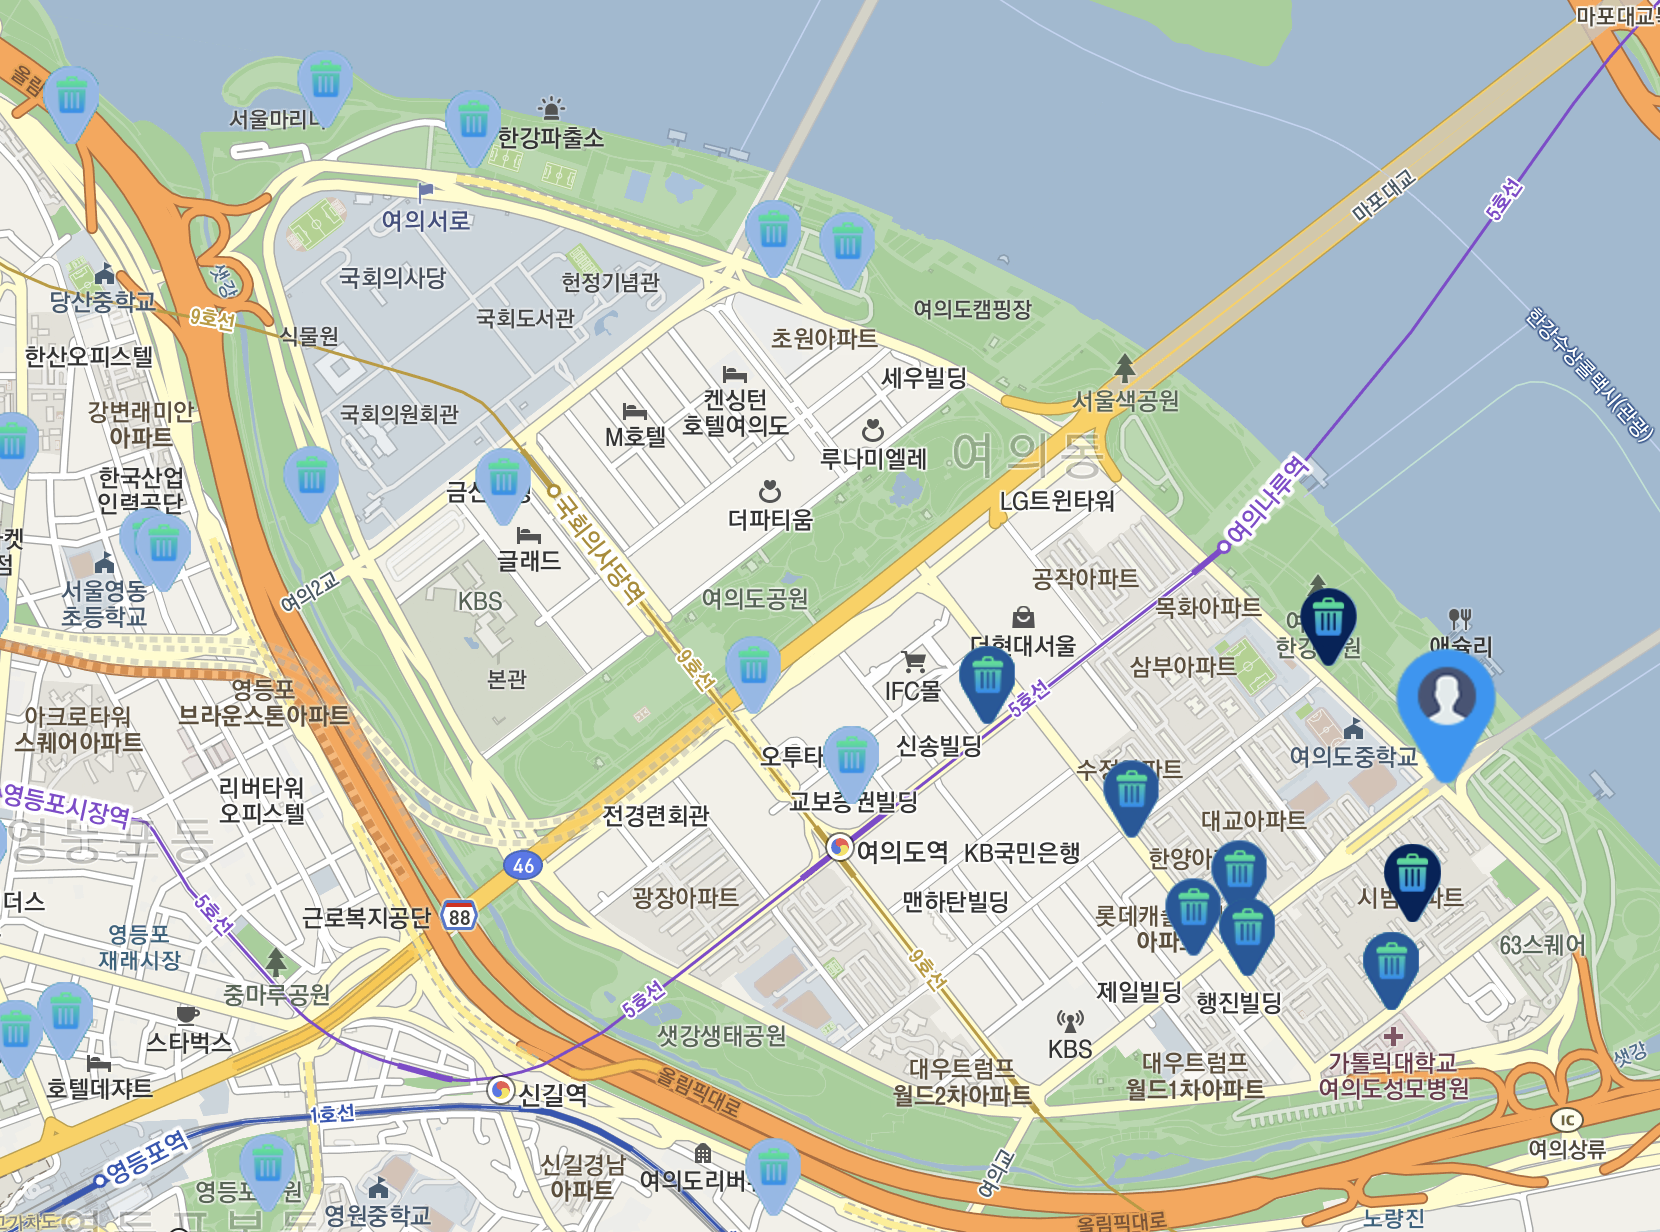 마포대교
올림
서울마리나
한강파출소
5호선
마포대교
여의서로
샛강
당산중학교
국회의사당
헌정기념관
9호선
식물원
국회도서관
여의도캠핑장
초원아파트
한강수상콜택시(관광)
한산오피스텔
세우빌딩
켄싱턴
호텔여의도
M호텔
서울색공원
강변래미안
아파트
국회의원회관
루나미엘레
여의동
한국산업
인력공단
금산
더파티움
LG트윈타워
여의나루역
국회의사당역
글래드
서울영동
초등학교
여의2교
KBS
여의도공원
공작아파트
목화아파트
더현대서울
한강
원
애슐리
본관
9호선
IFC몰
삼부아파트
영등포
브라운스톤아파트
5호선
아크로타워
스퀘어아파트
오투타
신송빌딩
수정
파트
여의도중학교
리버타워
오피스텔
영등포시장역
영등포동
전경련회관
교보증권빌딩
대교아파트
여의도역
KB국민은행
한양아
46
더스
5호선
근로복지공단
88
광장아파트
맨하탄빌딩
롯데캐슬
아파
시범
파트
63스퀘어
영등포
재래시장
9호선
중마루공원
5호선
제일빌딩
행진빌딩
스타벅스
샛강생태공원
KBS
호텔데쟈트
신길역
올림픽대로
대우트럼프
월드2차아파트
대우트럼프
월드1차아파트
가톨릭대학교
여의도성모병원
샛강
1호선
IC
여의상류
영등포역
신길경남
아파트
여의도리버
여의교
영등포
원
영원중학교
고가차도
올림픽대로
노량진